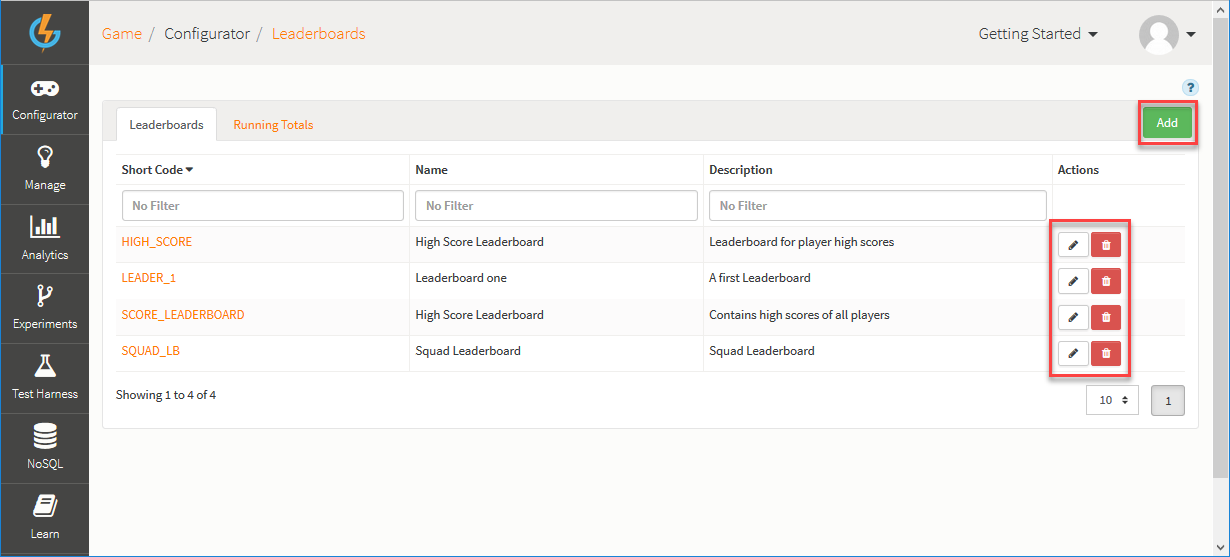 Game / Configurator / Leaderboards
Getting Started
Configurator
Manage
Analytics
Experiments
Test Harness
NoSQL
Learn
?
Leaderboards
Running Totals
Add
Short Code Name Description Actions
No Filter No Filter No Filter
HIGH_SCORE High Score Leaderboard Leaderboard for player high scores
LEADER_1 Leaderboard one A first Leaderboard
SCORE_LEADERBOARD High Score Leaderboard Contains high scores of all players
SQUAD_LB Squad Leaderboard Squad Leaderboard
Showing 1 to 4 of 4
10 1